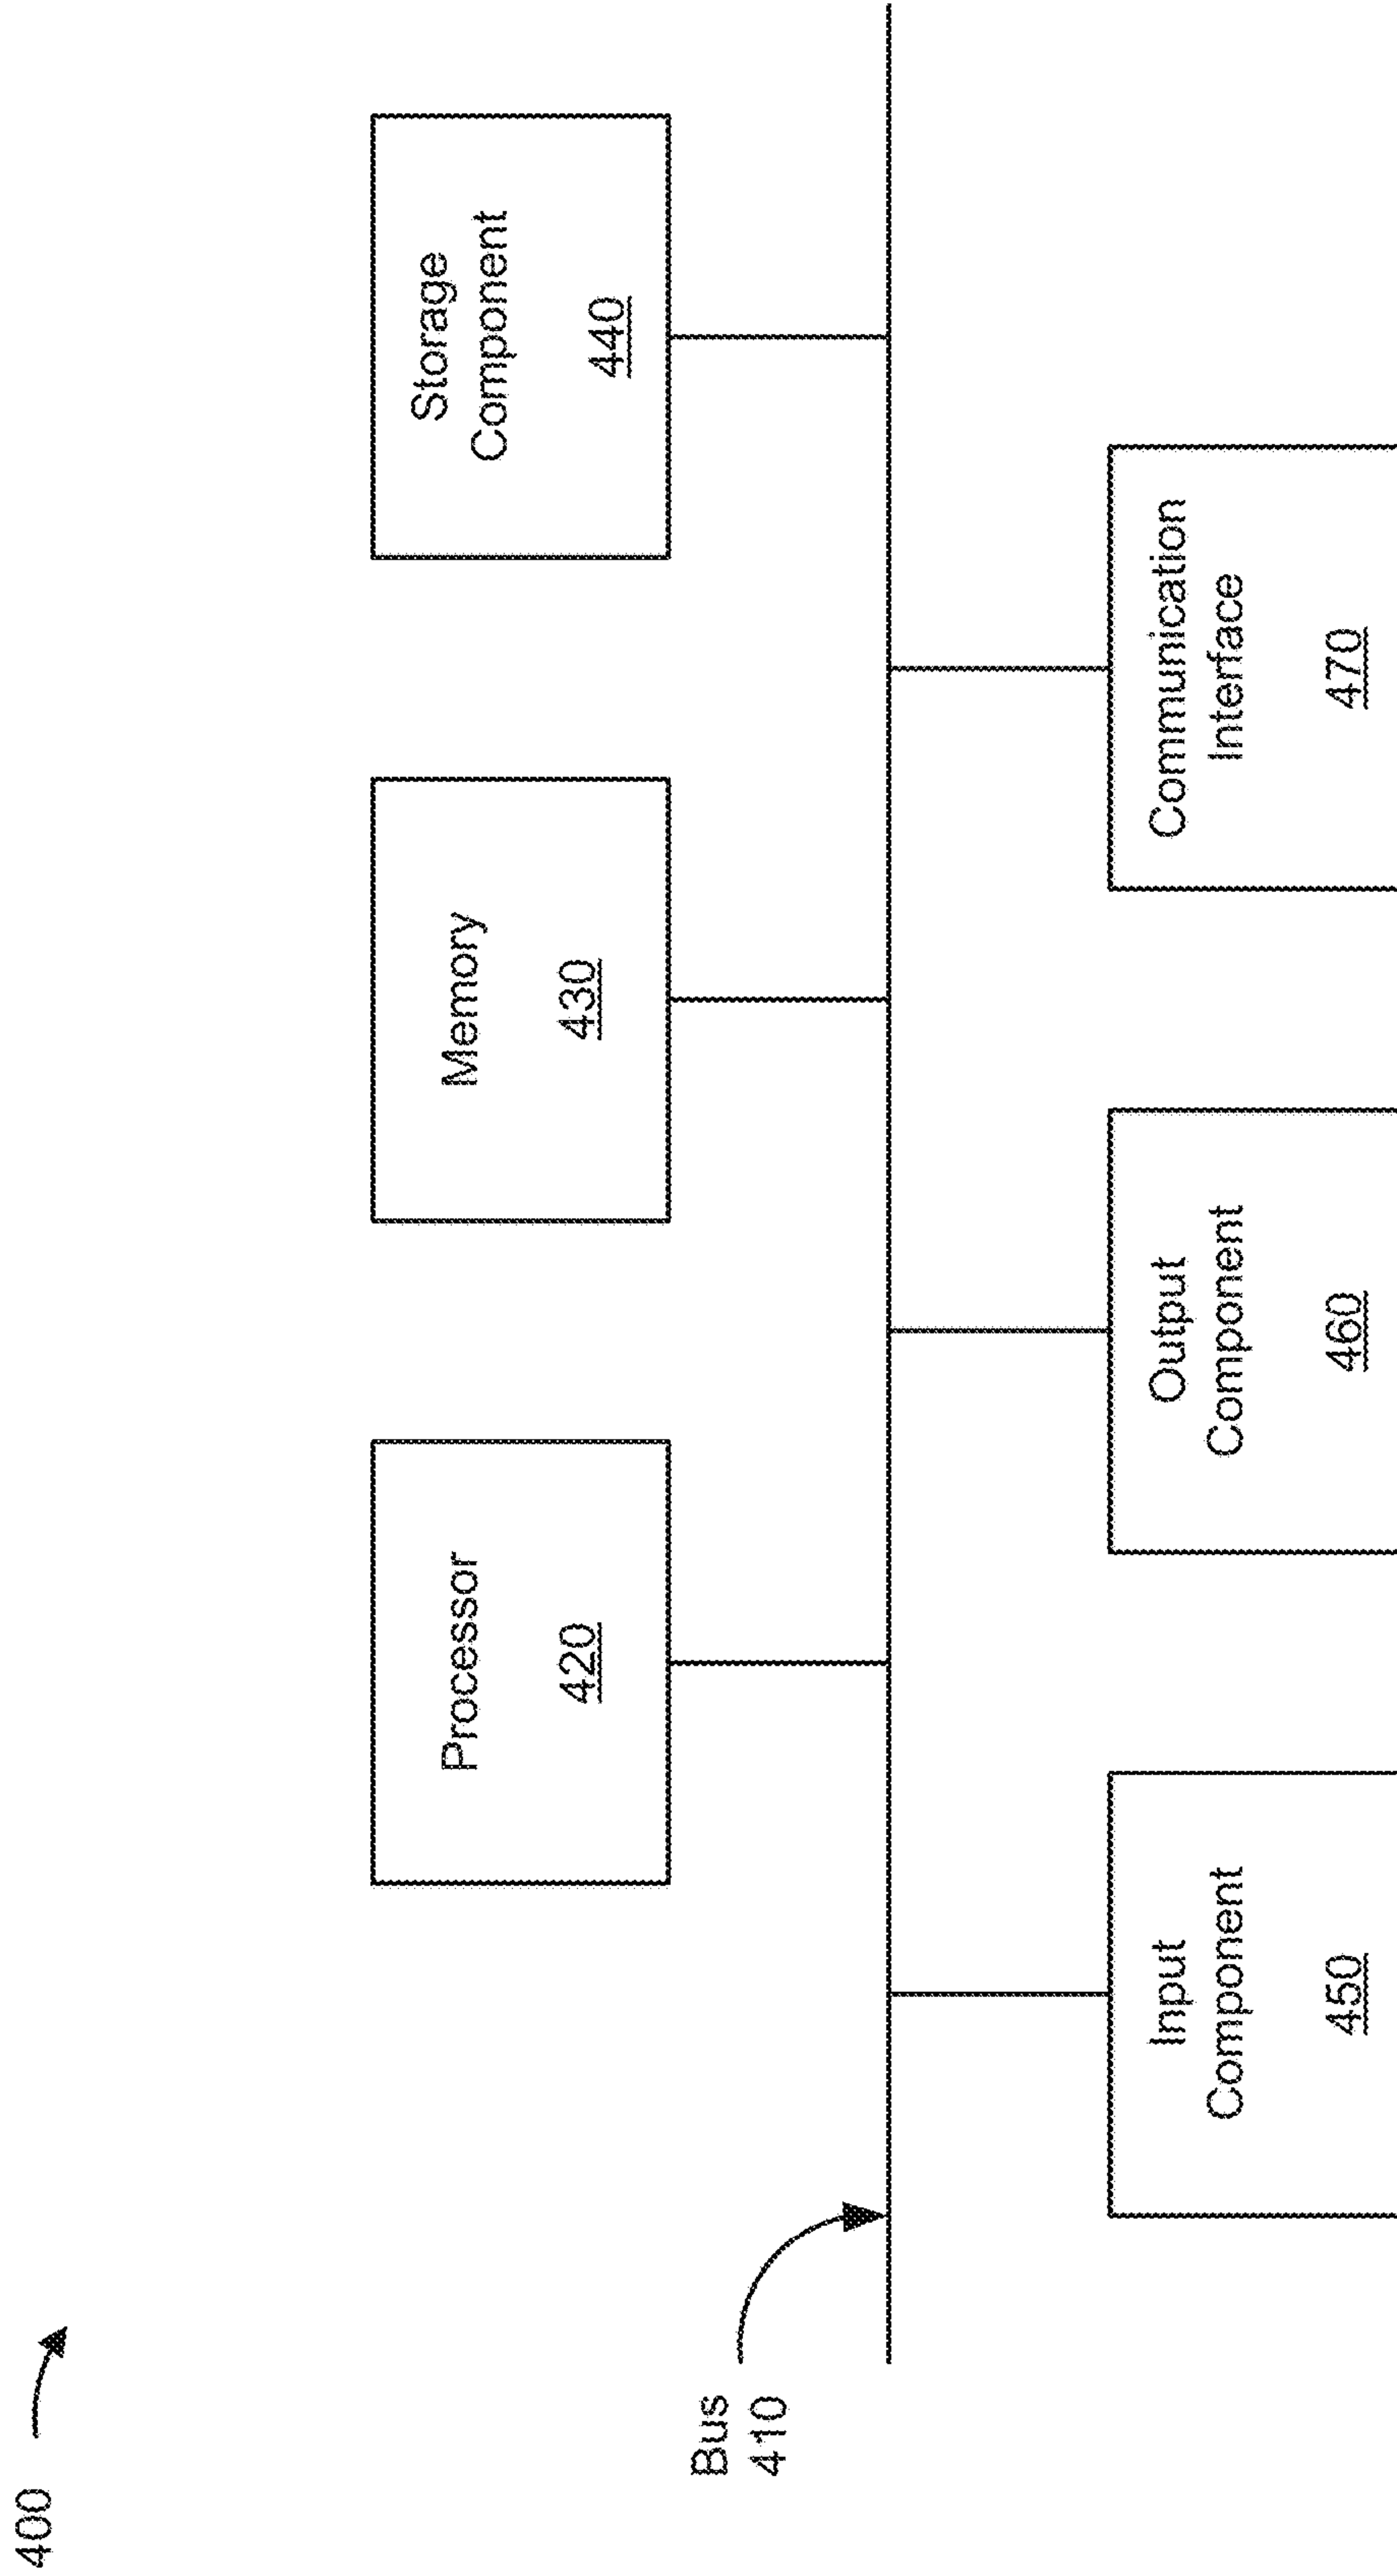 400
Bus
410
Processor
420
Memory
430
Storage
Component
440
Input
Component
450
Output
Component
460
Communication
Interface
470